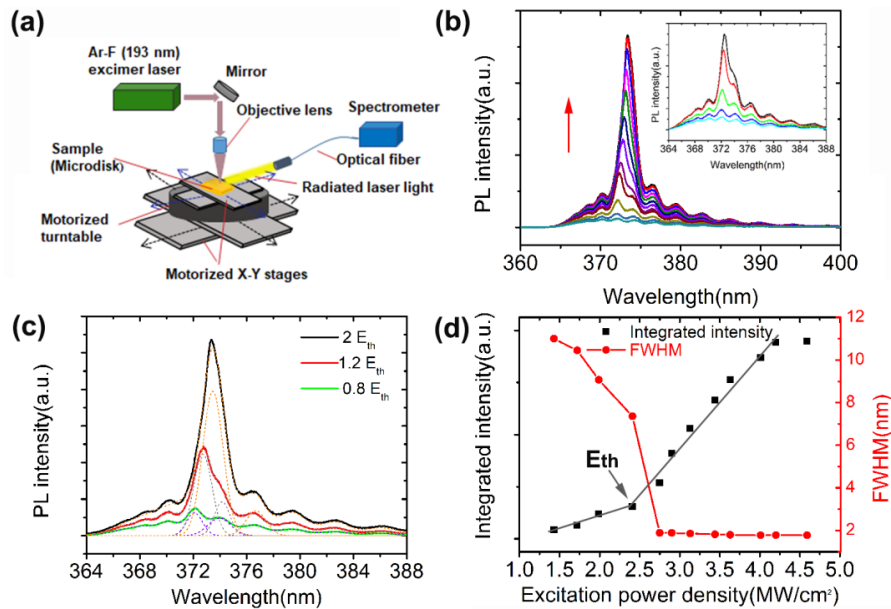 (a)
Ar-F (193 nm)
excimer laser
Mirror
Objective lens
Spectrometer
Sample
(Microdisk)
Optical fiber
Radiated laser light
Motorized
turntable
Motorized X-Y stages
(b)
PL intensity(a.u.)
360 370 380 390 400
Wavelength(nm)
PL intensity(a.u.)
364 368 372 376 380 384 388
Wavelength(nm)
(c)
PL intensity(a.u.)
2 Eth
1.2 Eth
0.8 Eth
364 368 372 376 380 384 388
Wavelength(nm)
(d)
Integrated intensity(a.u.)
Integrated intensity
FWHM
Eth
12
10
8
6
4
2
FWHM(nm)
1.0 1.5 2.0 2.5 3.0 3.5 4.0 4.5 5.0
Excitation power density(MW/cm²)